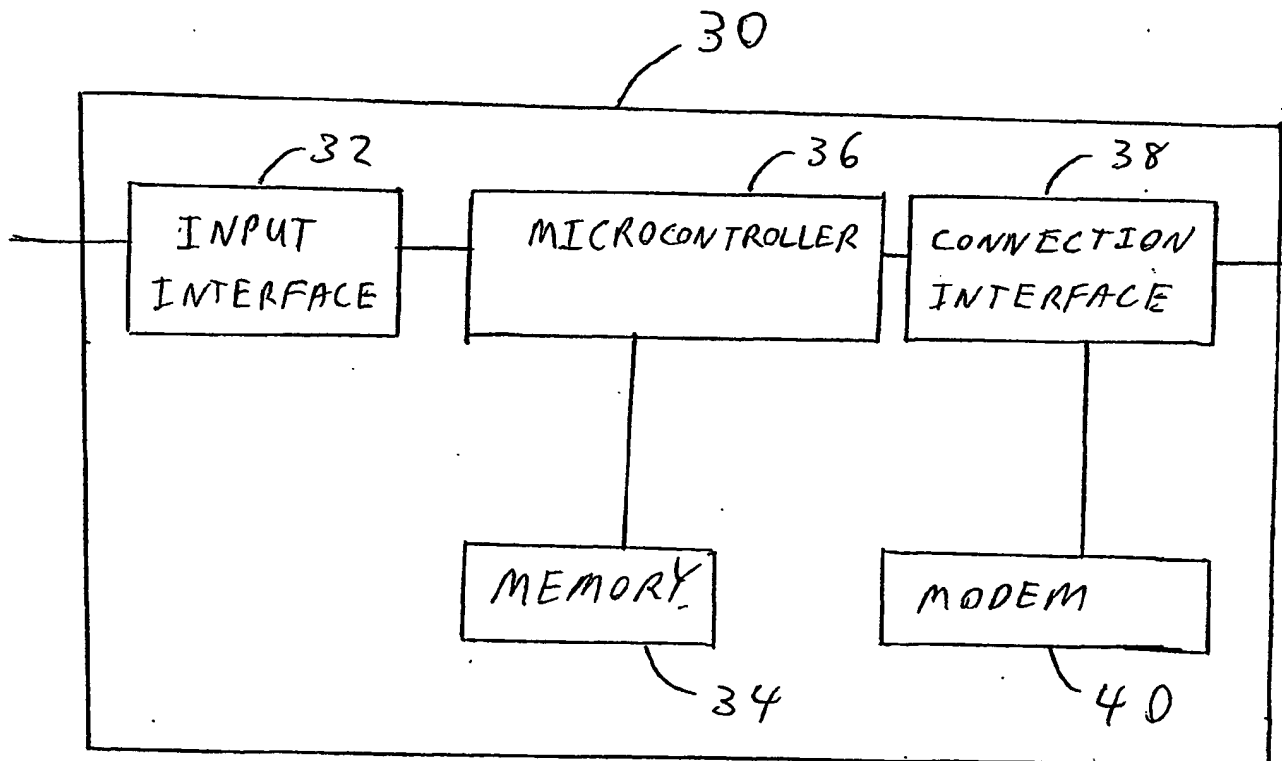 30
32
36
38
INPUT
INTERFACE
MICROCONTROLLER
CONNECTION
INTERFACE
MEMORY
MODEM
34
40